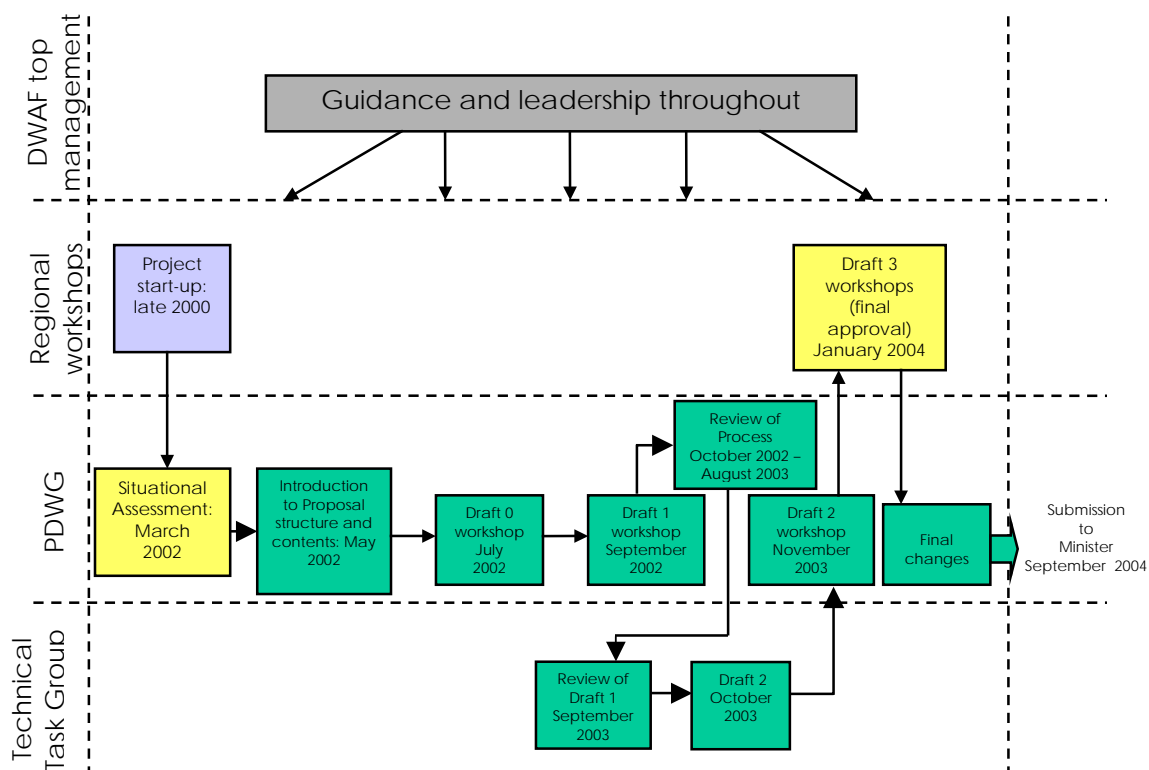 DWAF top
management
Guidance and leadership throughout
Regional
workshops
Project
start-up:
late 2000
Draft 3
workshops
(final
approval)
January 2004
PDWG
Situational
Assessment:
March
2002
Introduction
to Proposal
structure and
contents: May
2002
Draft 0
workshop
July
2002
Draft 1
workshop
September
2002
Review of
Process
October 2002 –
August 2003
Draft 2
workshop
November
2003
Final
changes
Submission
to
Minister
September 2004
Technical
Task Group
Review of
Draft 1
September
2003
Draft 2
October
2003